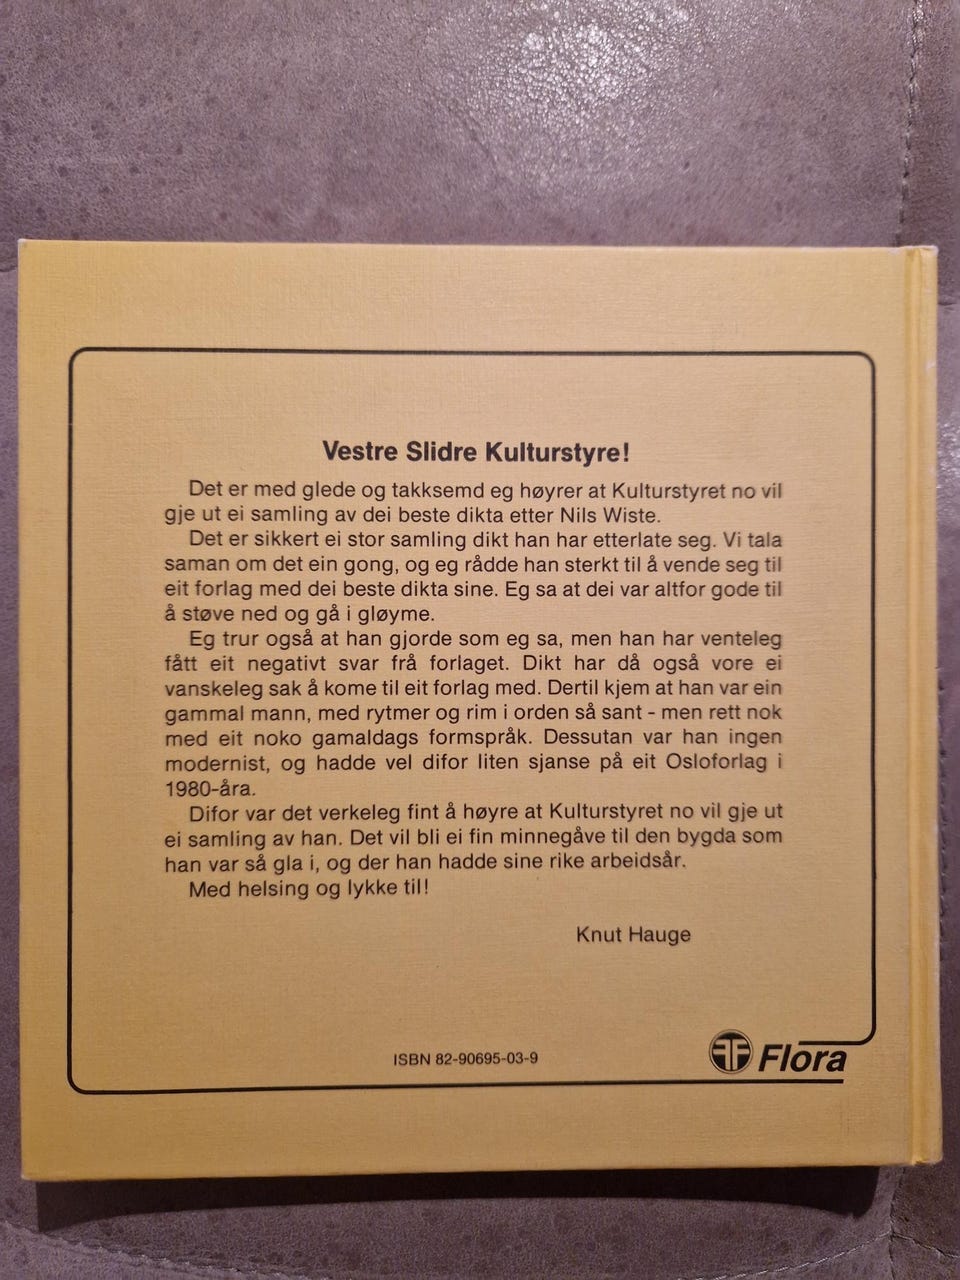 Vestre Slidre Kulturstyre!
Det er med glede og takksemd eg høyrer at Kulturstyret no vil
gje ut ei samling av dei beste dikta etter Nils Wiste.
Det er sikkert ei stor samling dikt han har etterlate seg. Vi tala
saman om det ein gong, og eg rådde han sterkt til å vende seg til
eit forlag med dei beste dikta sine. Eg sa at dei var altfor gode til
å støve ned og gå i gløyme.
Eg trur også at han gjorde som eg sa, men han har venteleg
fått eit negativt svar frå forlaget. Dikt har då også vore ei
vanskeleg sak å kome til eit forlag med. Dertil kjem at han var ein
gammal mann, med rytmer og rim i orden så sant - men rett nok
med eit noko gamaldags formspråk. Dessutan var han ingen
modernist, og hadde vel difor liten sjanse på eit Osloforlag i
1980-åra.
Difor var det verkeleg fint å høyre at Kulturstyret no vil gje ut
ei samling av han. Det vil bli ei fin minnegåve til den bygda som
han var så gla i, og der han hadde sine rike arbeidsår.
Med helsing og lykke til!
Knut Hauge
ISBN 82-90695-03-9
Flora